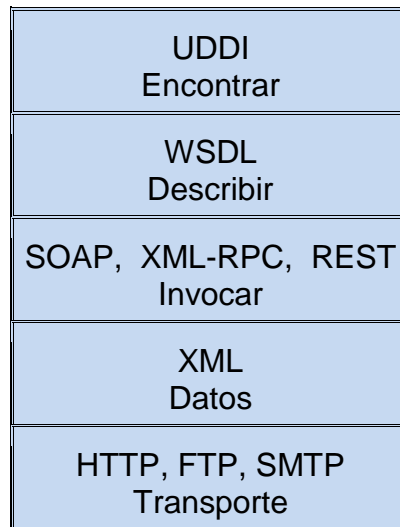 UDDI
Encontrar
WSDL
Describir
SOAP, XML-RPC, REST
Invocar
XML
Datos
HTTP, FTP, SMTP
Transporte